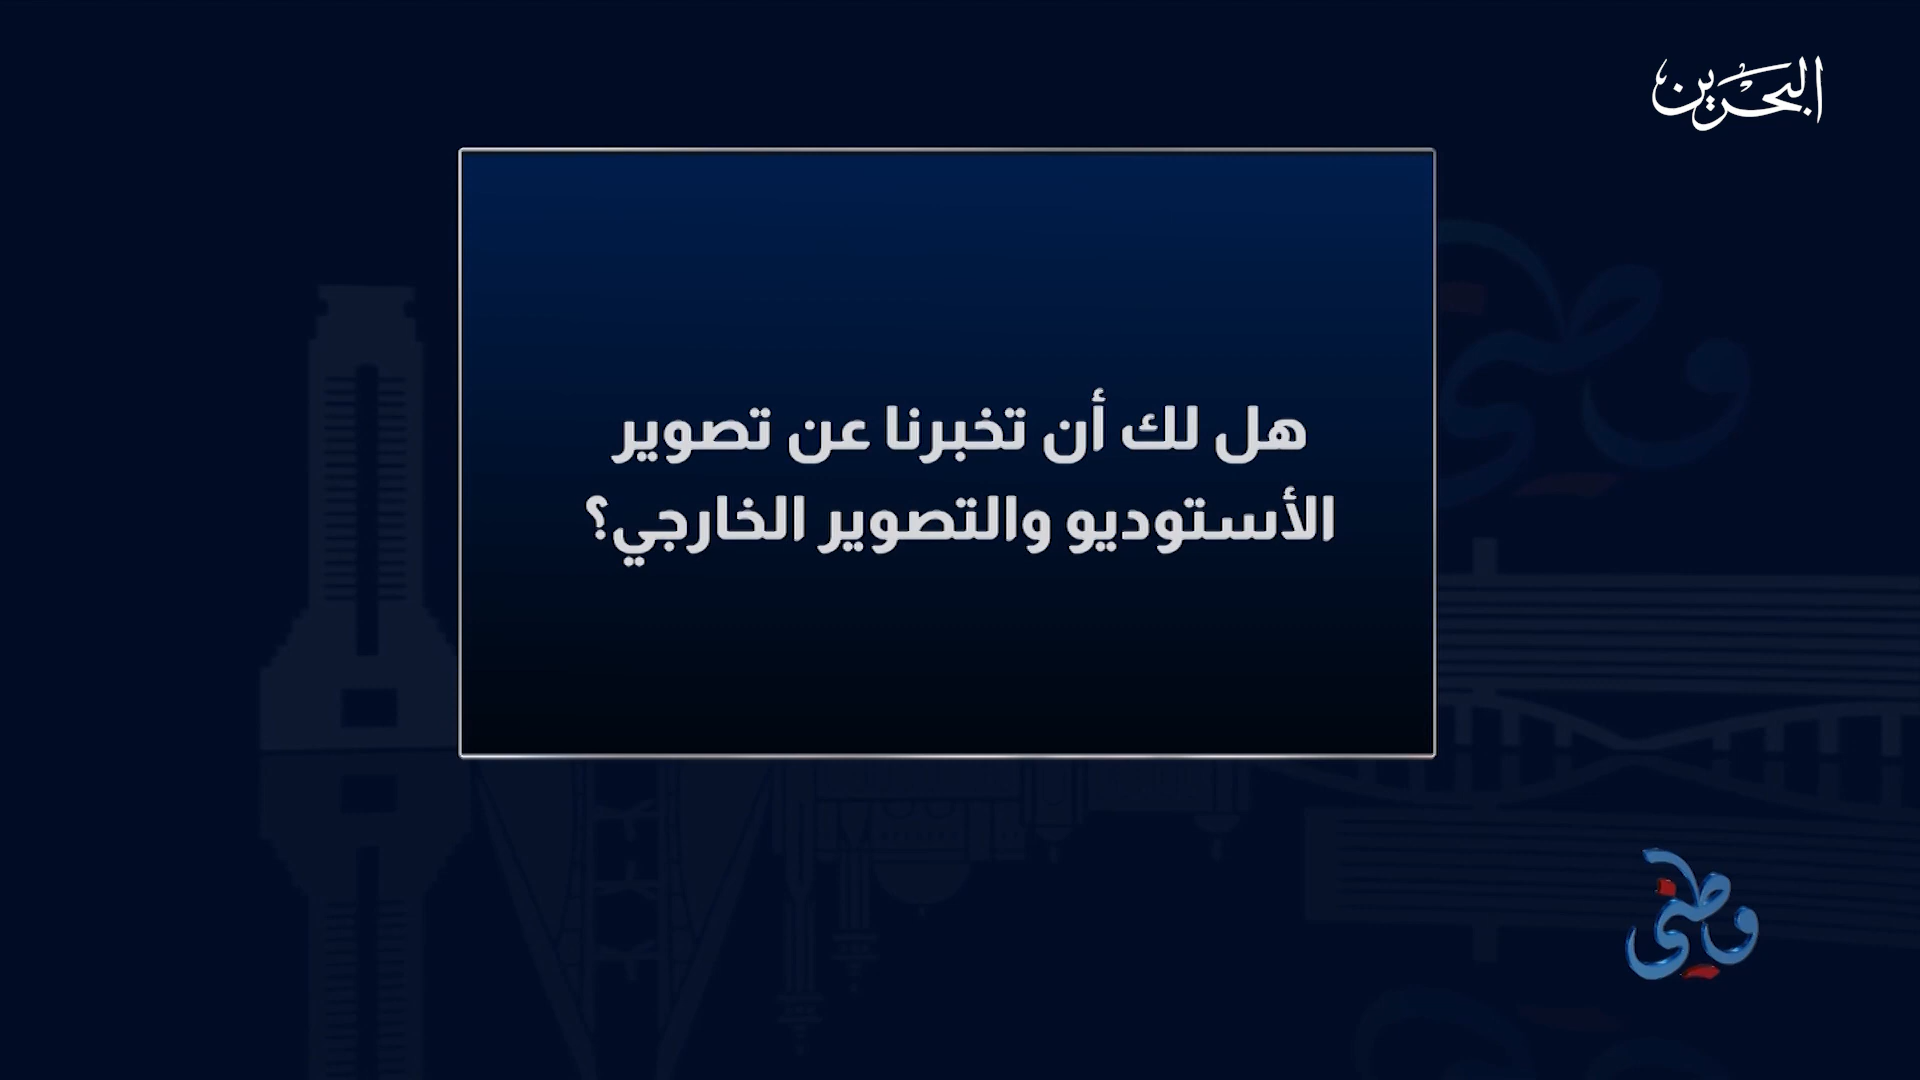 البحرين
هل لك أن تخبرنا عن تصوير
الأستوديو والتصوير الخارجي؟
وطني